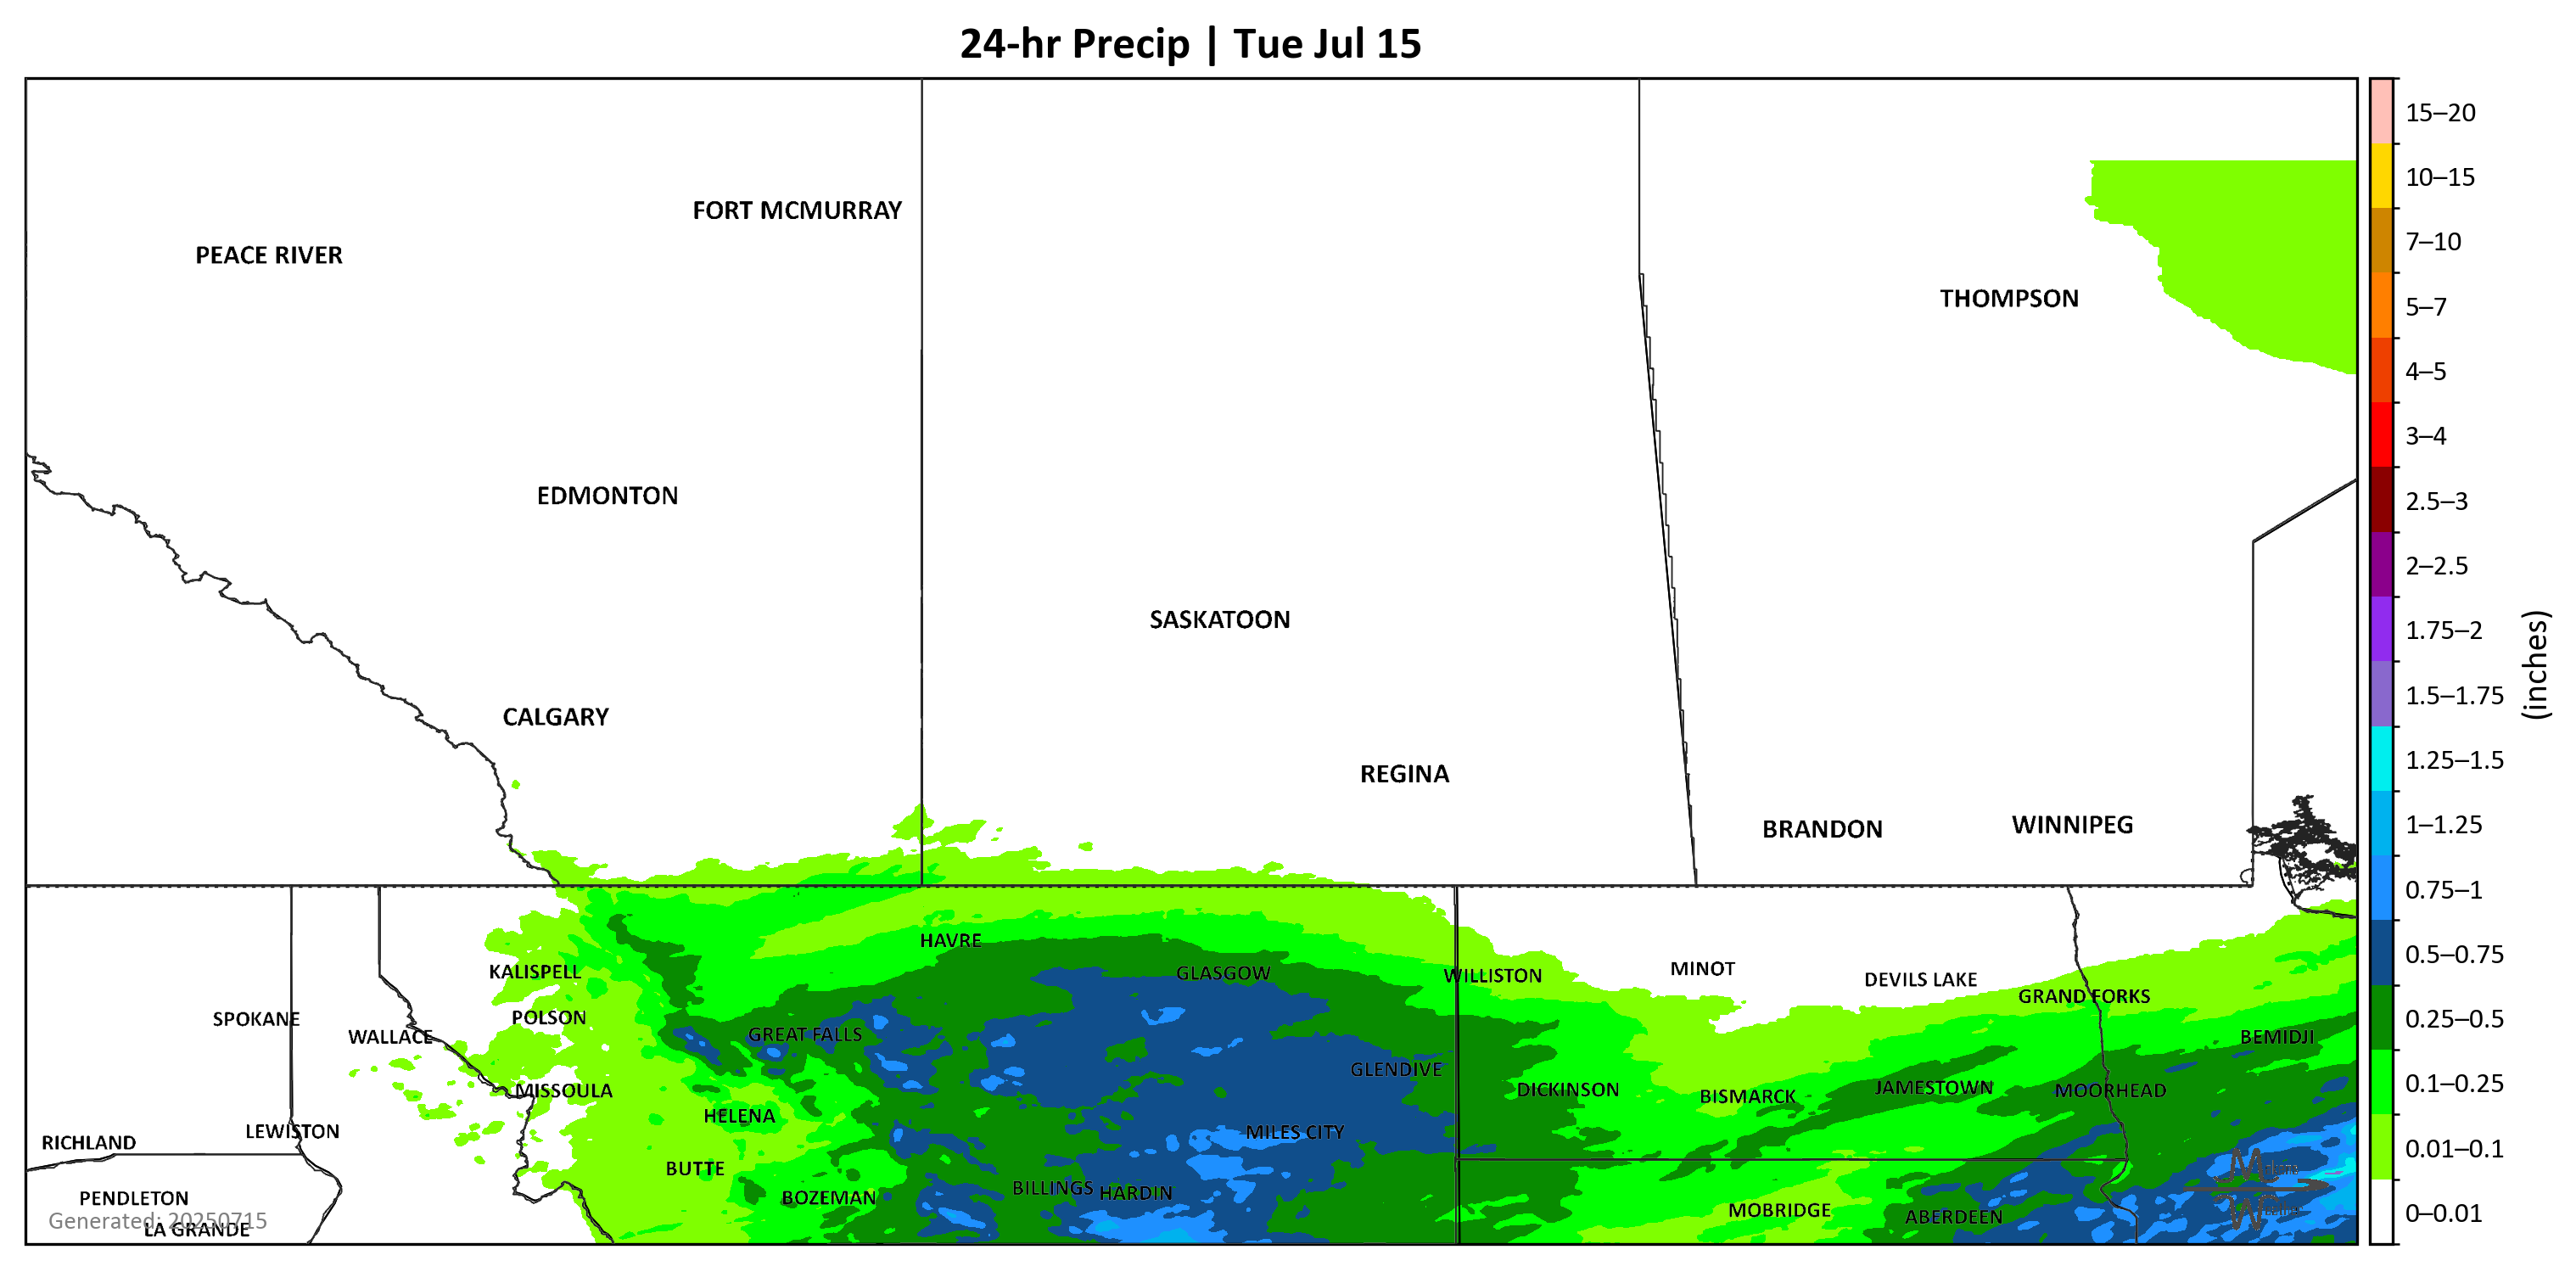 24-hr Precip | Tue Jul 15
15–20
10–15
7–10
5–7
4–5
3–4
2.5–3
2–2.5
1.75–2
1.5–1.75
1.25–1.5
1–1.25
0.75–1
0.5–0.75
0.25–0.5
0.1–0.25
0.01–0.1
0–0.01
(inches)
FORT MCMURRAY
PEACE RIVER
THOMPSON
EDMONTON
SASKATOON
CALGARY
REGINA
BRANDON
WINNIPEG
HAVRE
KALISPELL
GLASGOW
WILLISTON
MINOT
DEVILS LAKE
GRAND FORKS
SPOKANE
POLSON
WALLACE
GREAT FALLS
BEMIDJI
GLENDIVE
MISSOULA
DICKINSON
BISMARCK
JAMESTOWN
MOORHEAD
HELENA
RICHLAND
LEWISTON
MILES CITY
BUTTE
PENDLETON
BOZEMAN
BILLINGS
HARDIN
MOBRIDGE
ABERDEEN
Generated: 20250715
LA GRANDE